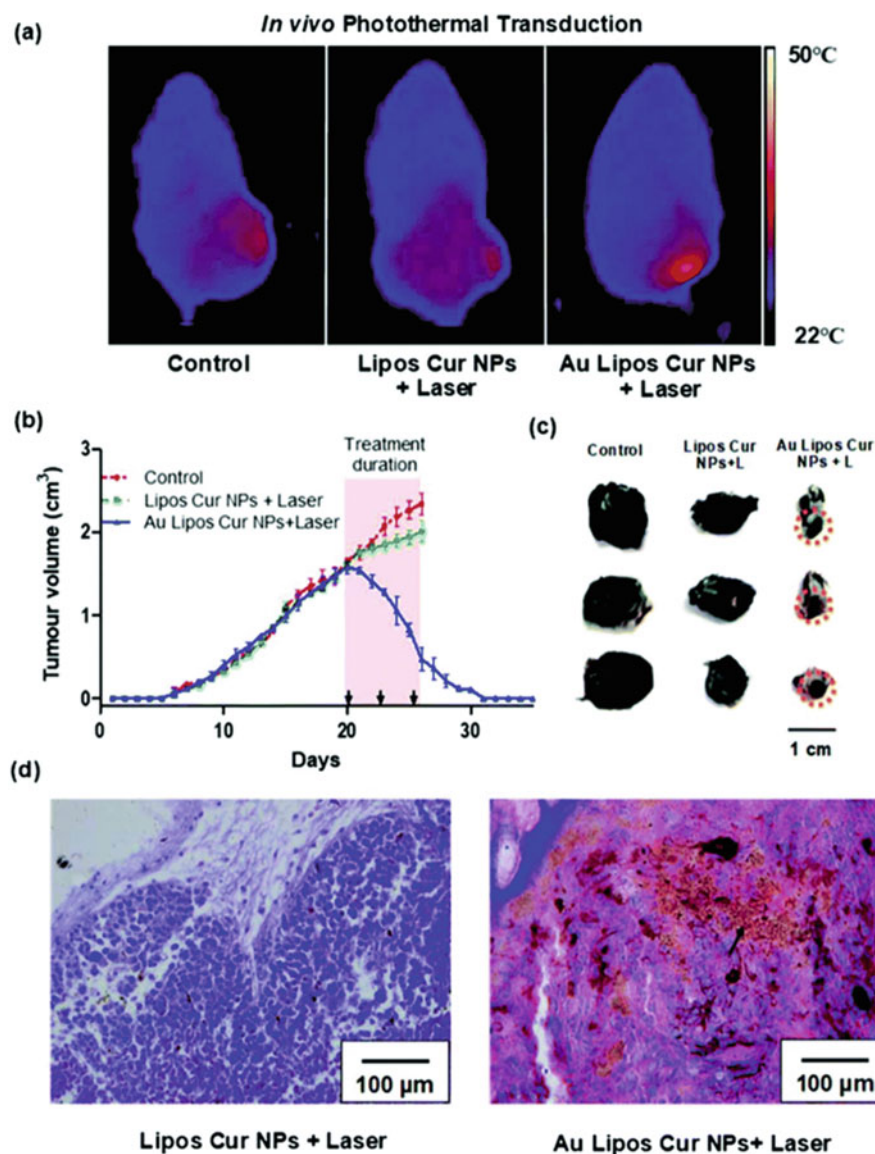 In vivo Photothermal Transduction
(a)
50°C
22°C
Control
Lipos Cur NPs
+ Laser
Au Lipos Cur NPs
+ Laser
(b)
Tumour volume (cm³)
3
2
1
0
Control
Lipos Cur NPs + Laser
Au Lipos Cur NPs+Laser
Treatment
duration
0
10
20
30
Days
(c)
Control
Lipos Cur
NPs+L
Au Lipos Cur
NPs + L
1 cm
(d)
100 µm
100 µm
Lipos Cur NPs + Laser
Au Lipos Cur NPs+ Laser